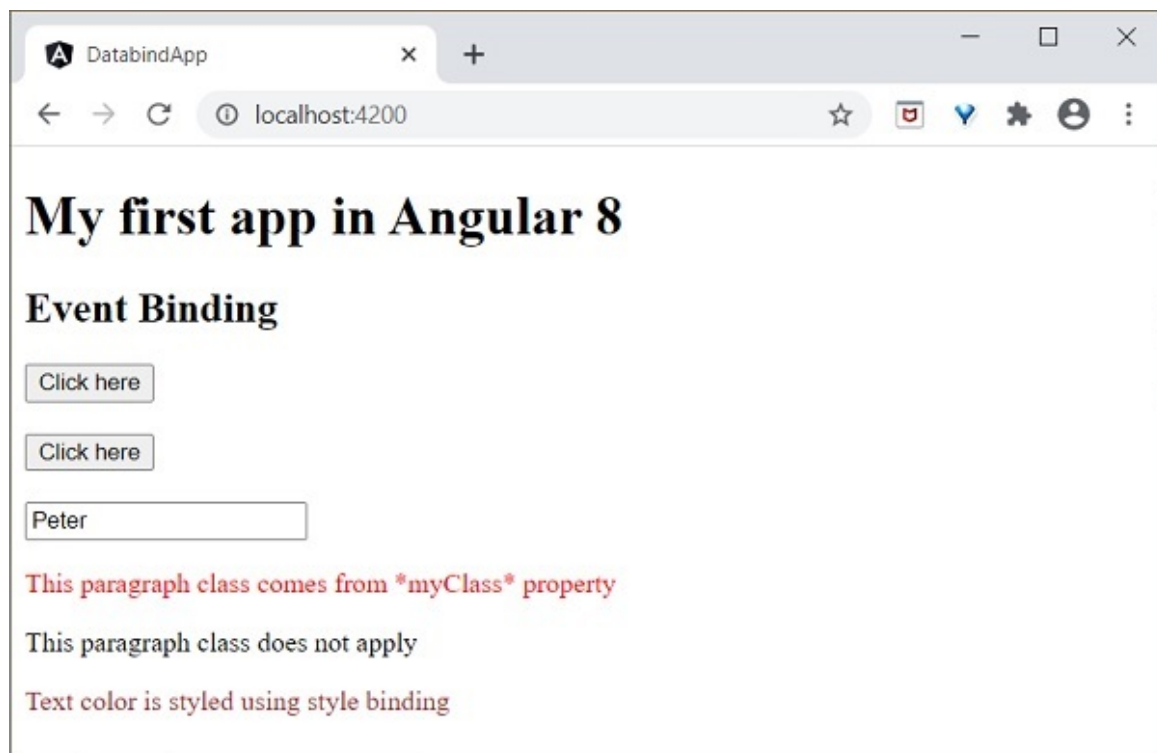 DatabindApp
localhost:4200
My first app in Angular 8
Event Binding
Click here
Click here
Peter
This paragraph class comes from *myClass* property
This paragraph class does not apply
Text color is styled using style binding